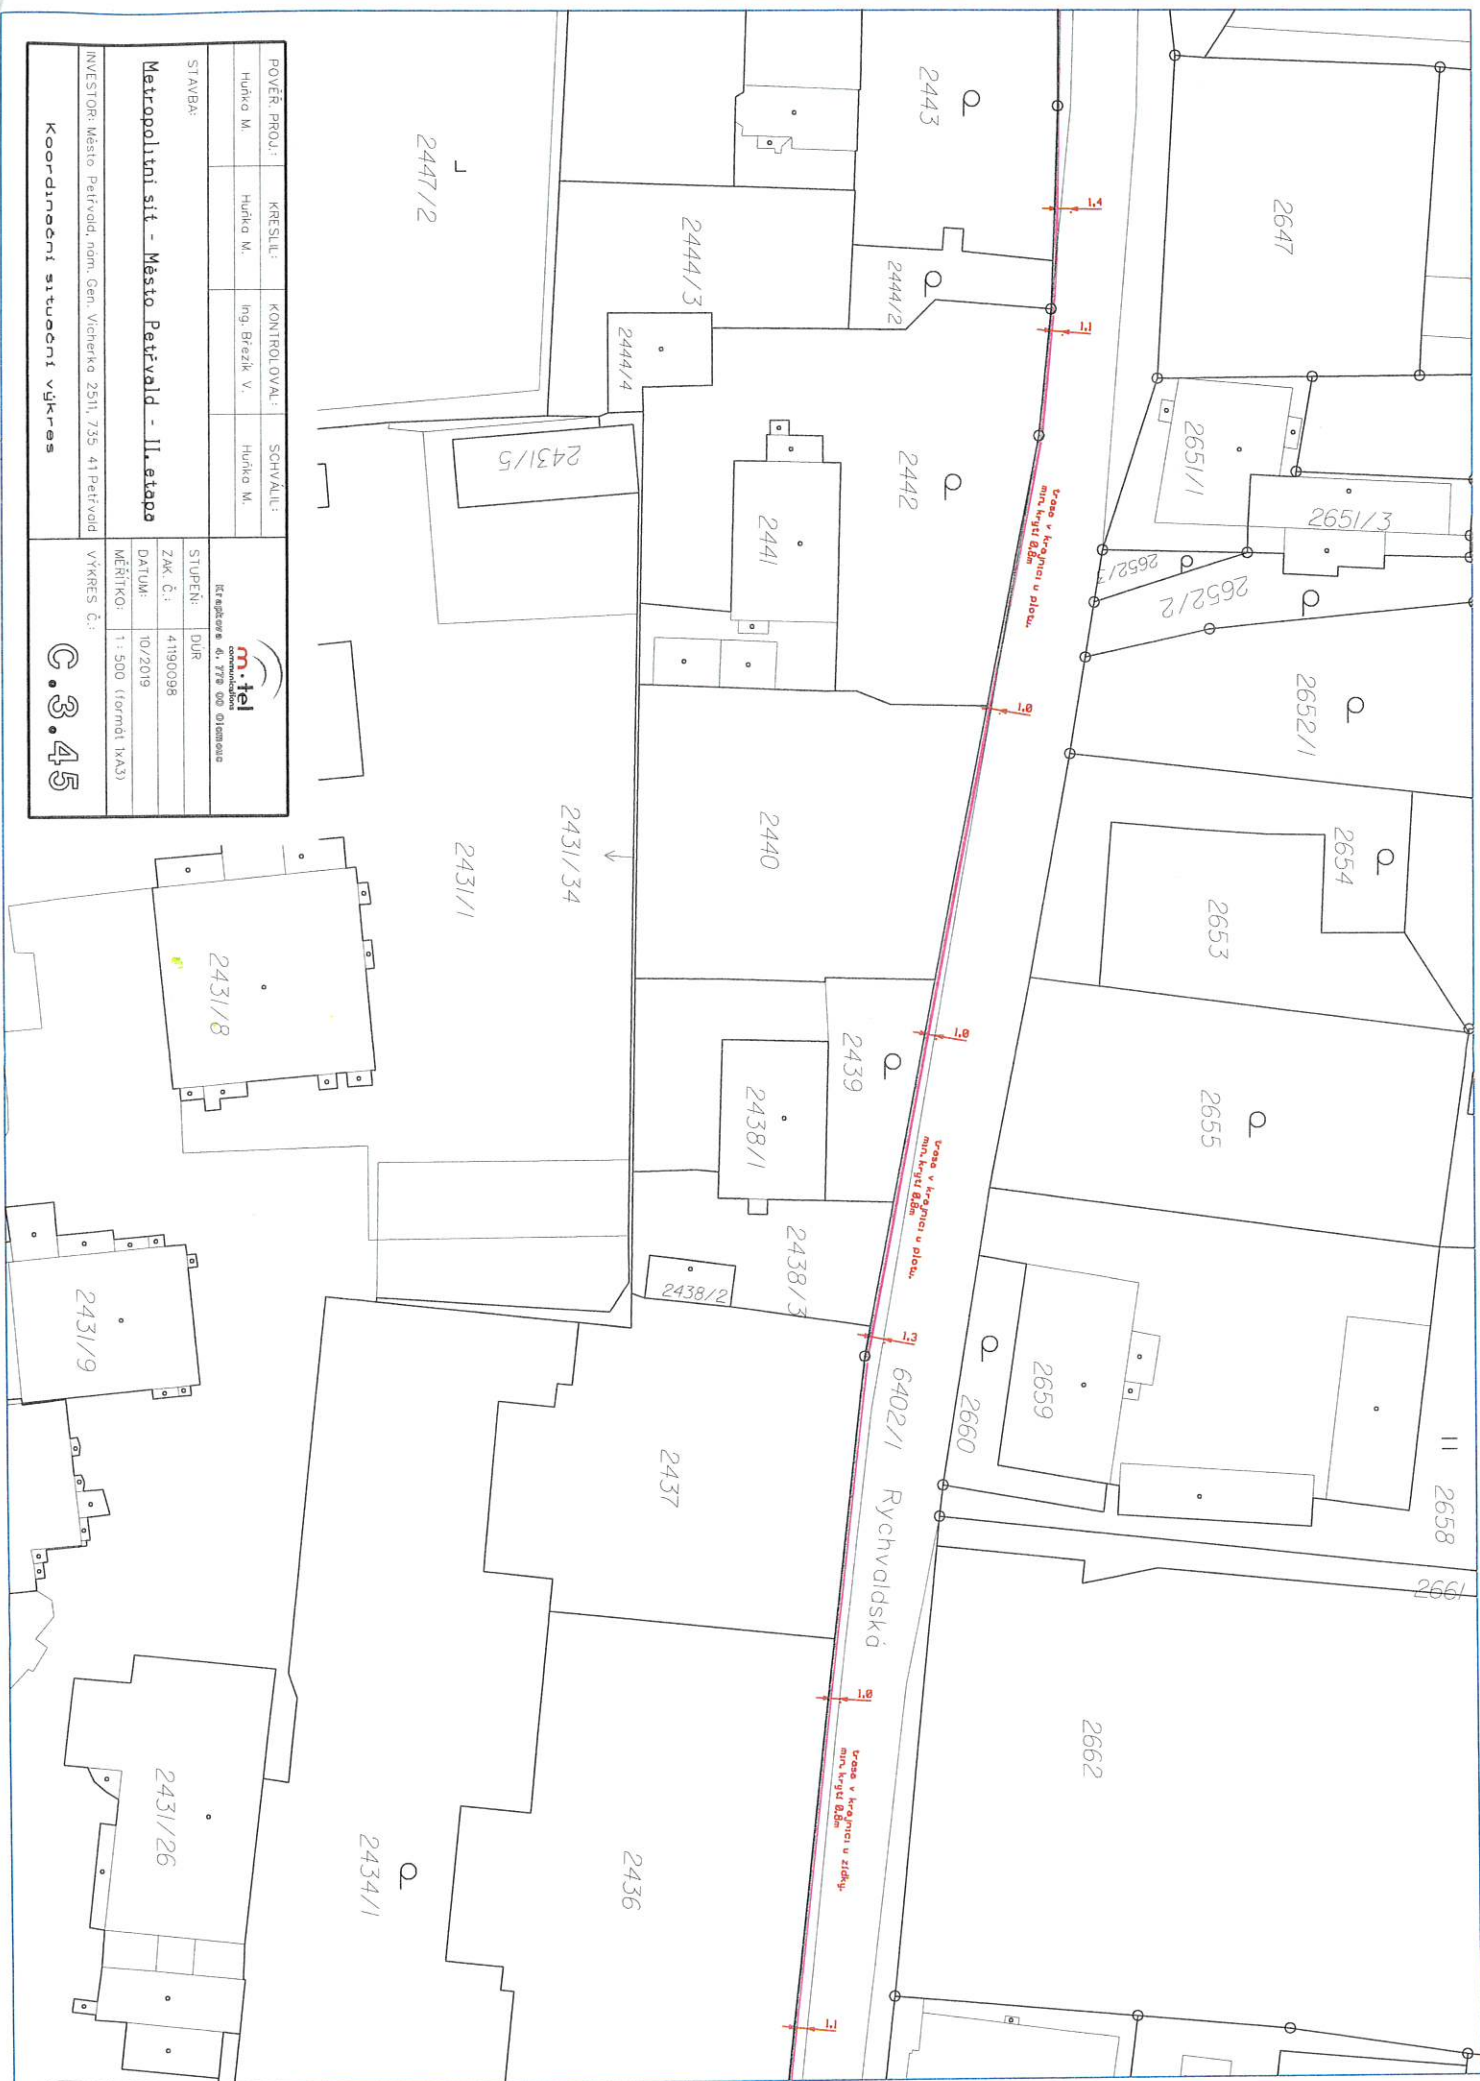 POVĚŘ. PROJ.: KRESLIL: KONTROLOVAL: SCHVÁLIL:
Huňka M. Huňka M. Ing. Březík V. Huňka M.
m·tel
communications
Krapkova 4, 779 00 Olomouc
STAVBA:
Metropolitní síť - Město Petřvald - II. etapa
STUPEŇ: DÚR
ZAK. Č.: 41190098
DATUM: 10/2019
MĚŘÍTKO: 1 : 500 (formát 1xA3)
INVESTOR: Město Petřvald, nám. Gen. Vicherka 2511, 735 41 Petřvald
VÝKRES Č.:
Koordinační situační výkres
C.3.45
2647
2651/1
2651/3
2652/2
2652/1
2654
2653
2655
2659
2660
2658
2661
2662
1.4
1.1
trasa v krajnici u plotu.
min. krytí 0,8m
1.0
1.0
trasa v krajnici u plotu.
min. krytí 0,8m
1.3
6402/1 Rychvaldská
1.0
trasa v krajnici u zídky.
min. krytí 0,8m
1.1
2443
2444/2
2444/3
2444/4
2442
2441
2440
2439
2438/1
2438/3
2438/2
2437
2436
2447/2
2431/5
2431/34
2431/1
2431/8
2431/9
2431/26
2434/1